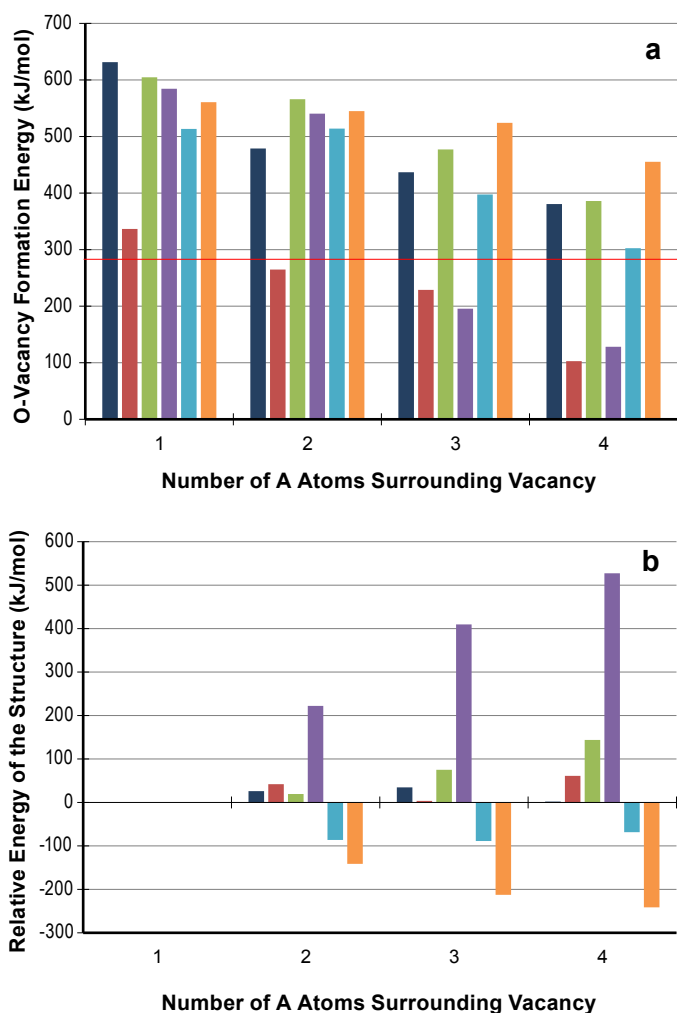 a
O-Vacancy Formation Energy (kJ/mol)
700
600
500
400
300
200
100
0
1 2 3 4
Number of A Atoms Surrounding Vacancy
b
Relative Energy of the Structure (kJ/mol)
600
500
400
300
200
100
0
-100
-200
-300
1 2 3 4
Number of A Atoms Surrounding Vacancy